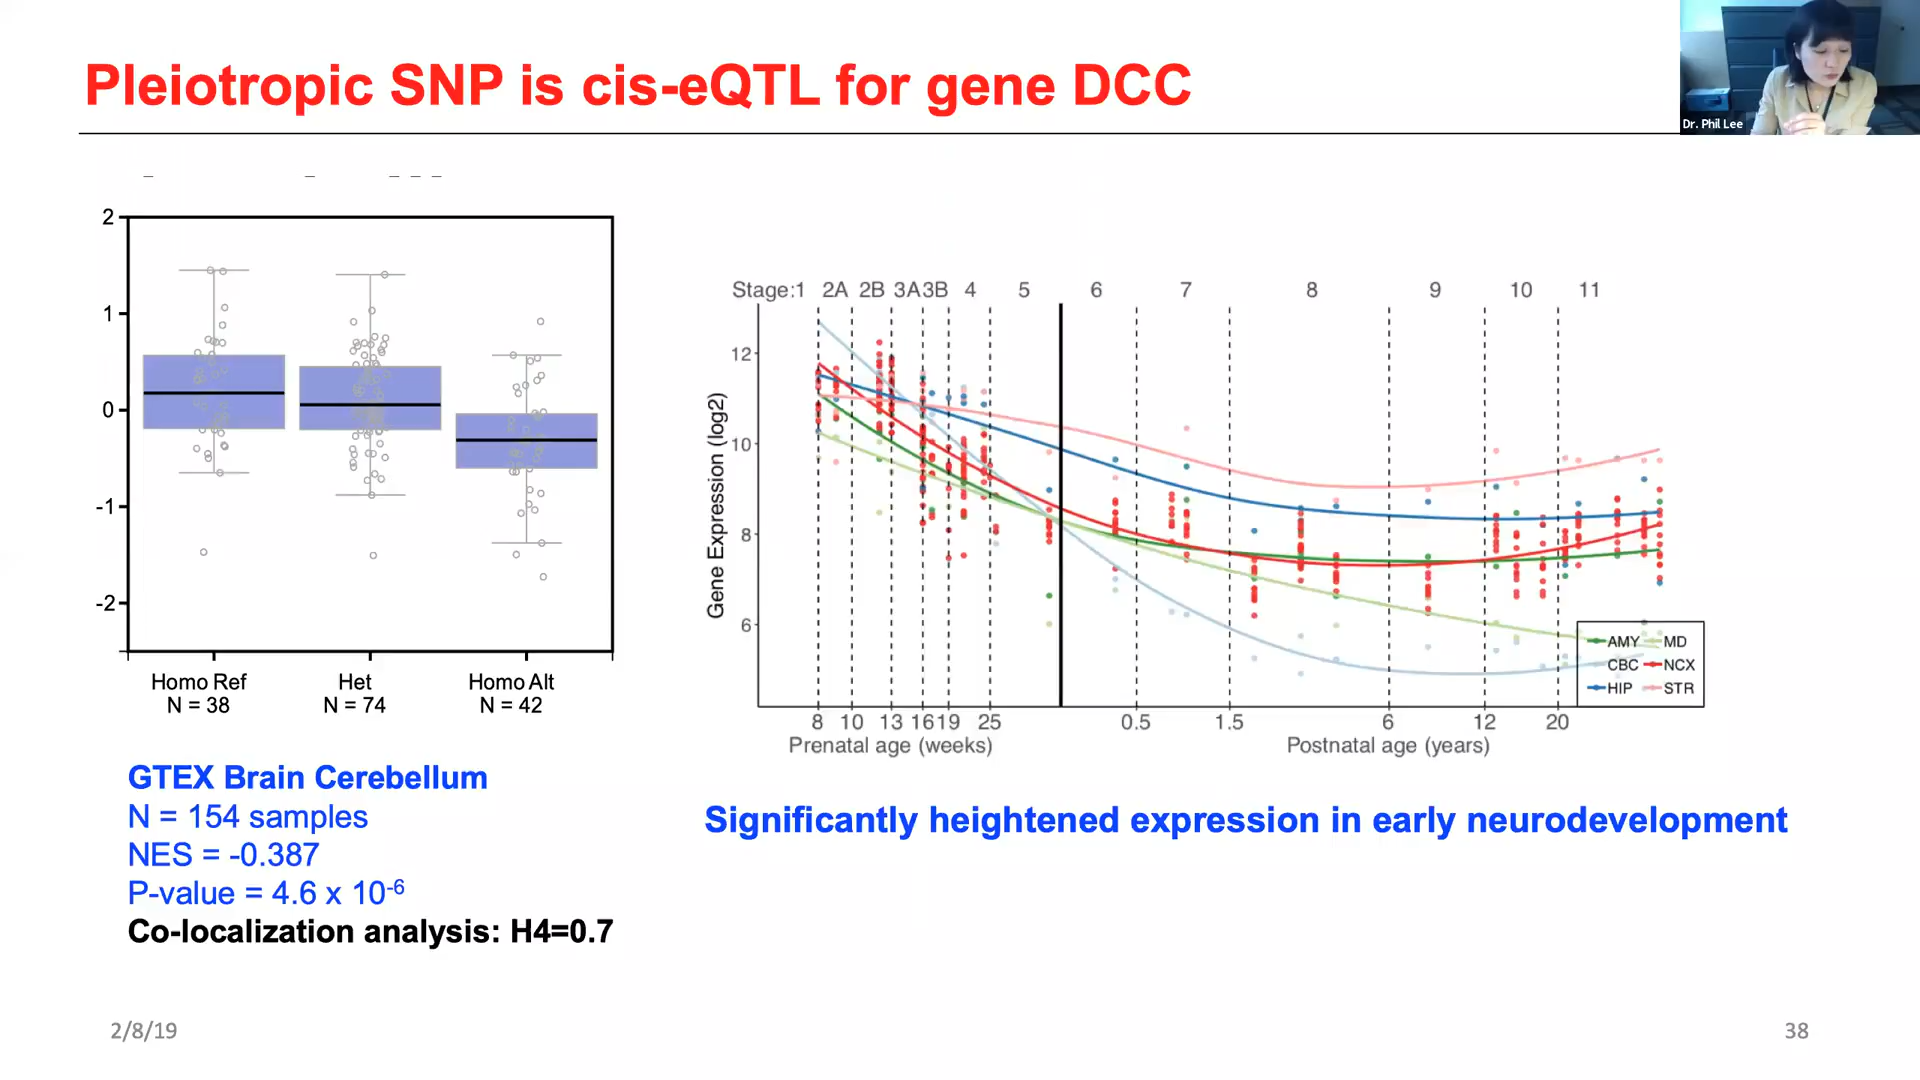 Pleiotropic SNP is cis-eQTL for gene DCC
Dr. Phil Lee
2
1
0
-1
-2
Homo Ref
N = 38
Het
N = 74
Homo Alt
N = 42
GTEX Brain Cerebellum
N = 154 samples
NES = -0.387
P-value = 4.6 x 10-6
Co-localization analysis: H4=0.7
Stage:1 2A 2B 3A 3B 4 5 6 7 8 9 10 11
Gene Expression (log2)
12
10
8
6
8 10 13 16 19 25 0.5 1.5 6 12 20
Prenatal age (weeks) Postnatal age (years)
AMY MD
CBC NCX
HIP STR
Significantly heightened expression in early neurodevelopment
2/8/19
38